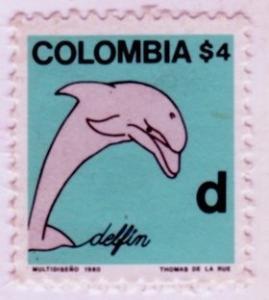 COLOMBIA $4
d
delfín
MULTIDISEÑO 1980 THOMAS DE LA RUE